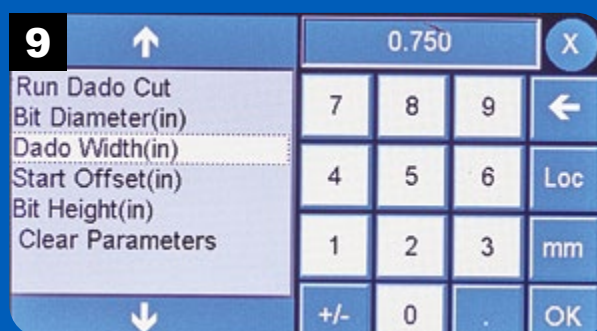 9
0.750
X
Run Dado Cut
Bit Diameter(in)
Dado Width(in)
Start Offset(in)
Bit Height(in)
Clear Parameters
7 8 9
4 5 6 Loc
1 2 3 mm
+/- 0 . OK